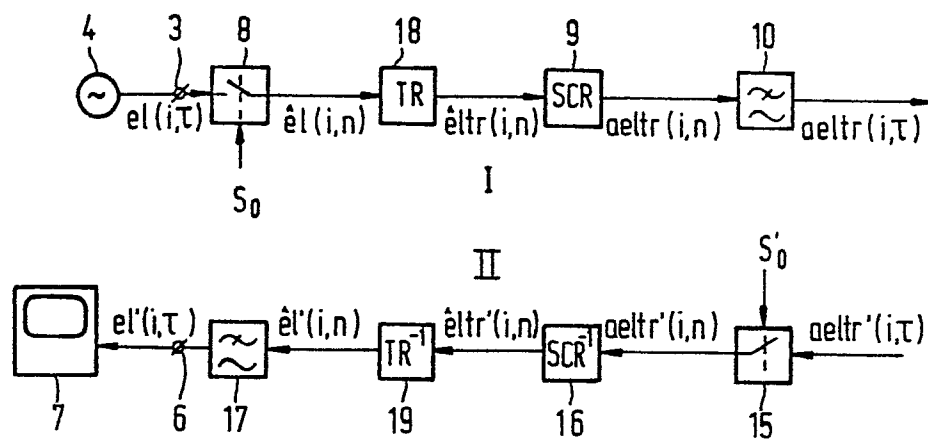 4 3 8 18 9 10
~ TR SCR
el(i,τ) êl(i,n) êltr(i,n) aeltr(i,n) aeltr(i,τ)
S₀ I
II S'₀
el'(i,τ) êl'(i,n) êltr'(i,n) aeltr'(i,n) aeltr'(i,τ)
TR⁻¹ SCR⁻¹
7 6 17 19 16 15